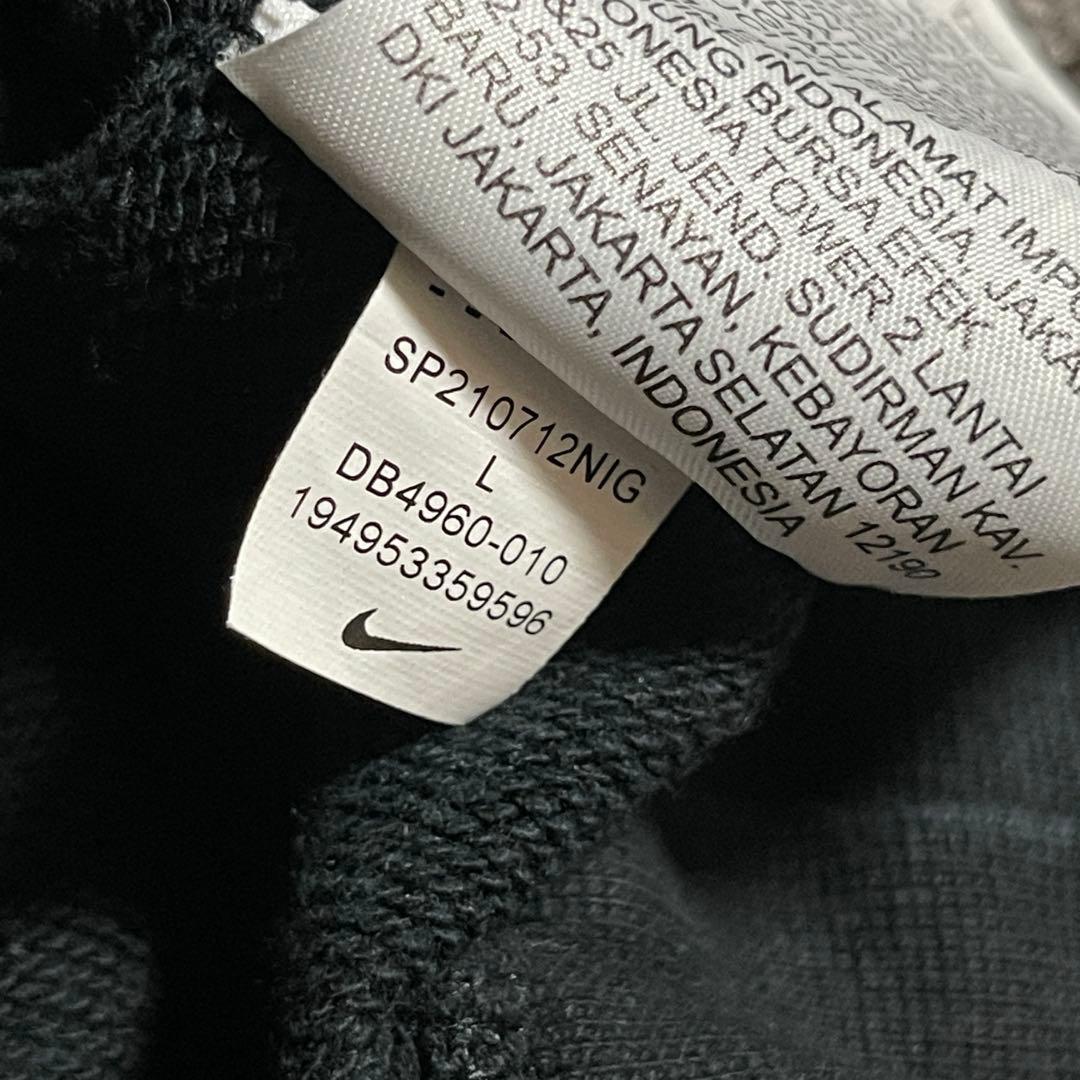 ALAMAT IMP
UNG INDONESIA, JAKA
G BURSA EFEK
ONESIA TOWER 2 LANTAI
&25 JL. JEND. SUDIRMAN KAV.
2-53, SENAYAN, KEBAYORAN
BARU, JAKARTA SELATAN 12190
DKI JAKARTA, INDONESIA
SP210712NIG
L
DB4960-010
194953359596